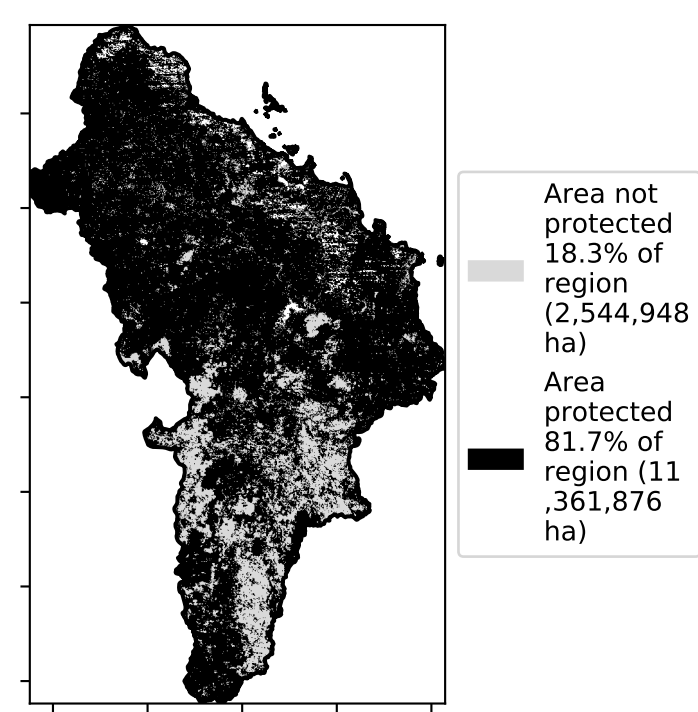 Area not
protected
18.3% of
region
(2,544,948
ha)
Area
protected
81.7% of
region (11
,361,876
ha)